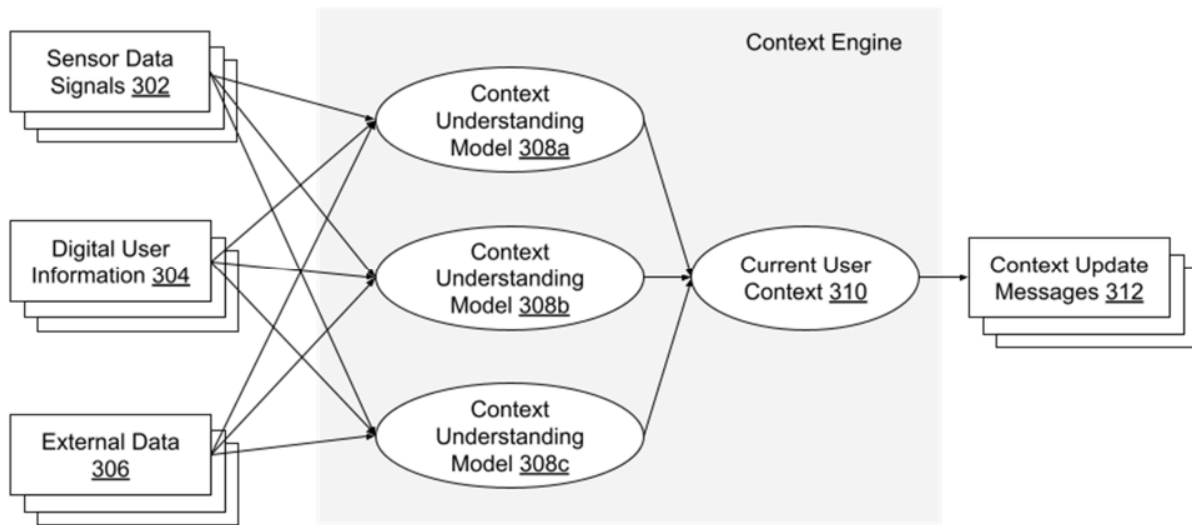 Sensor Data
Signals 302
Digital User
Information 304
External Data
306
Context Engine
Context
Understanding
Model 308a
Context
Understanding
Model 308b
Context
Understanding
Model 308c
Current User
Context 310
Context Update
Messages 312